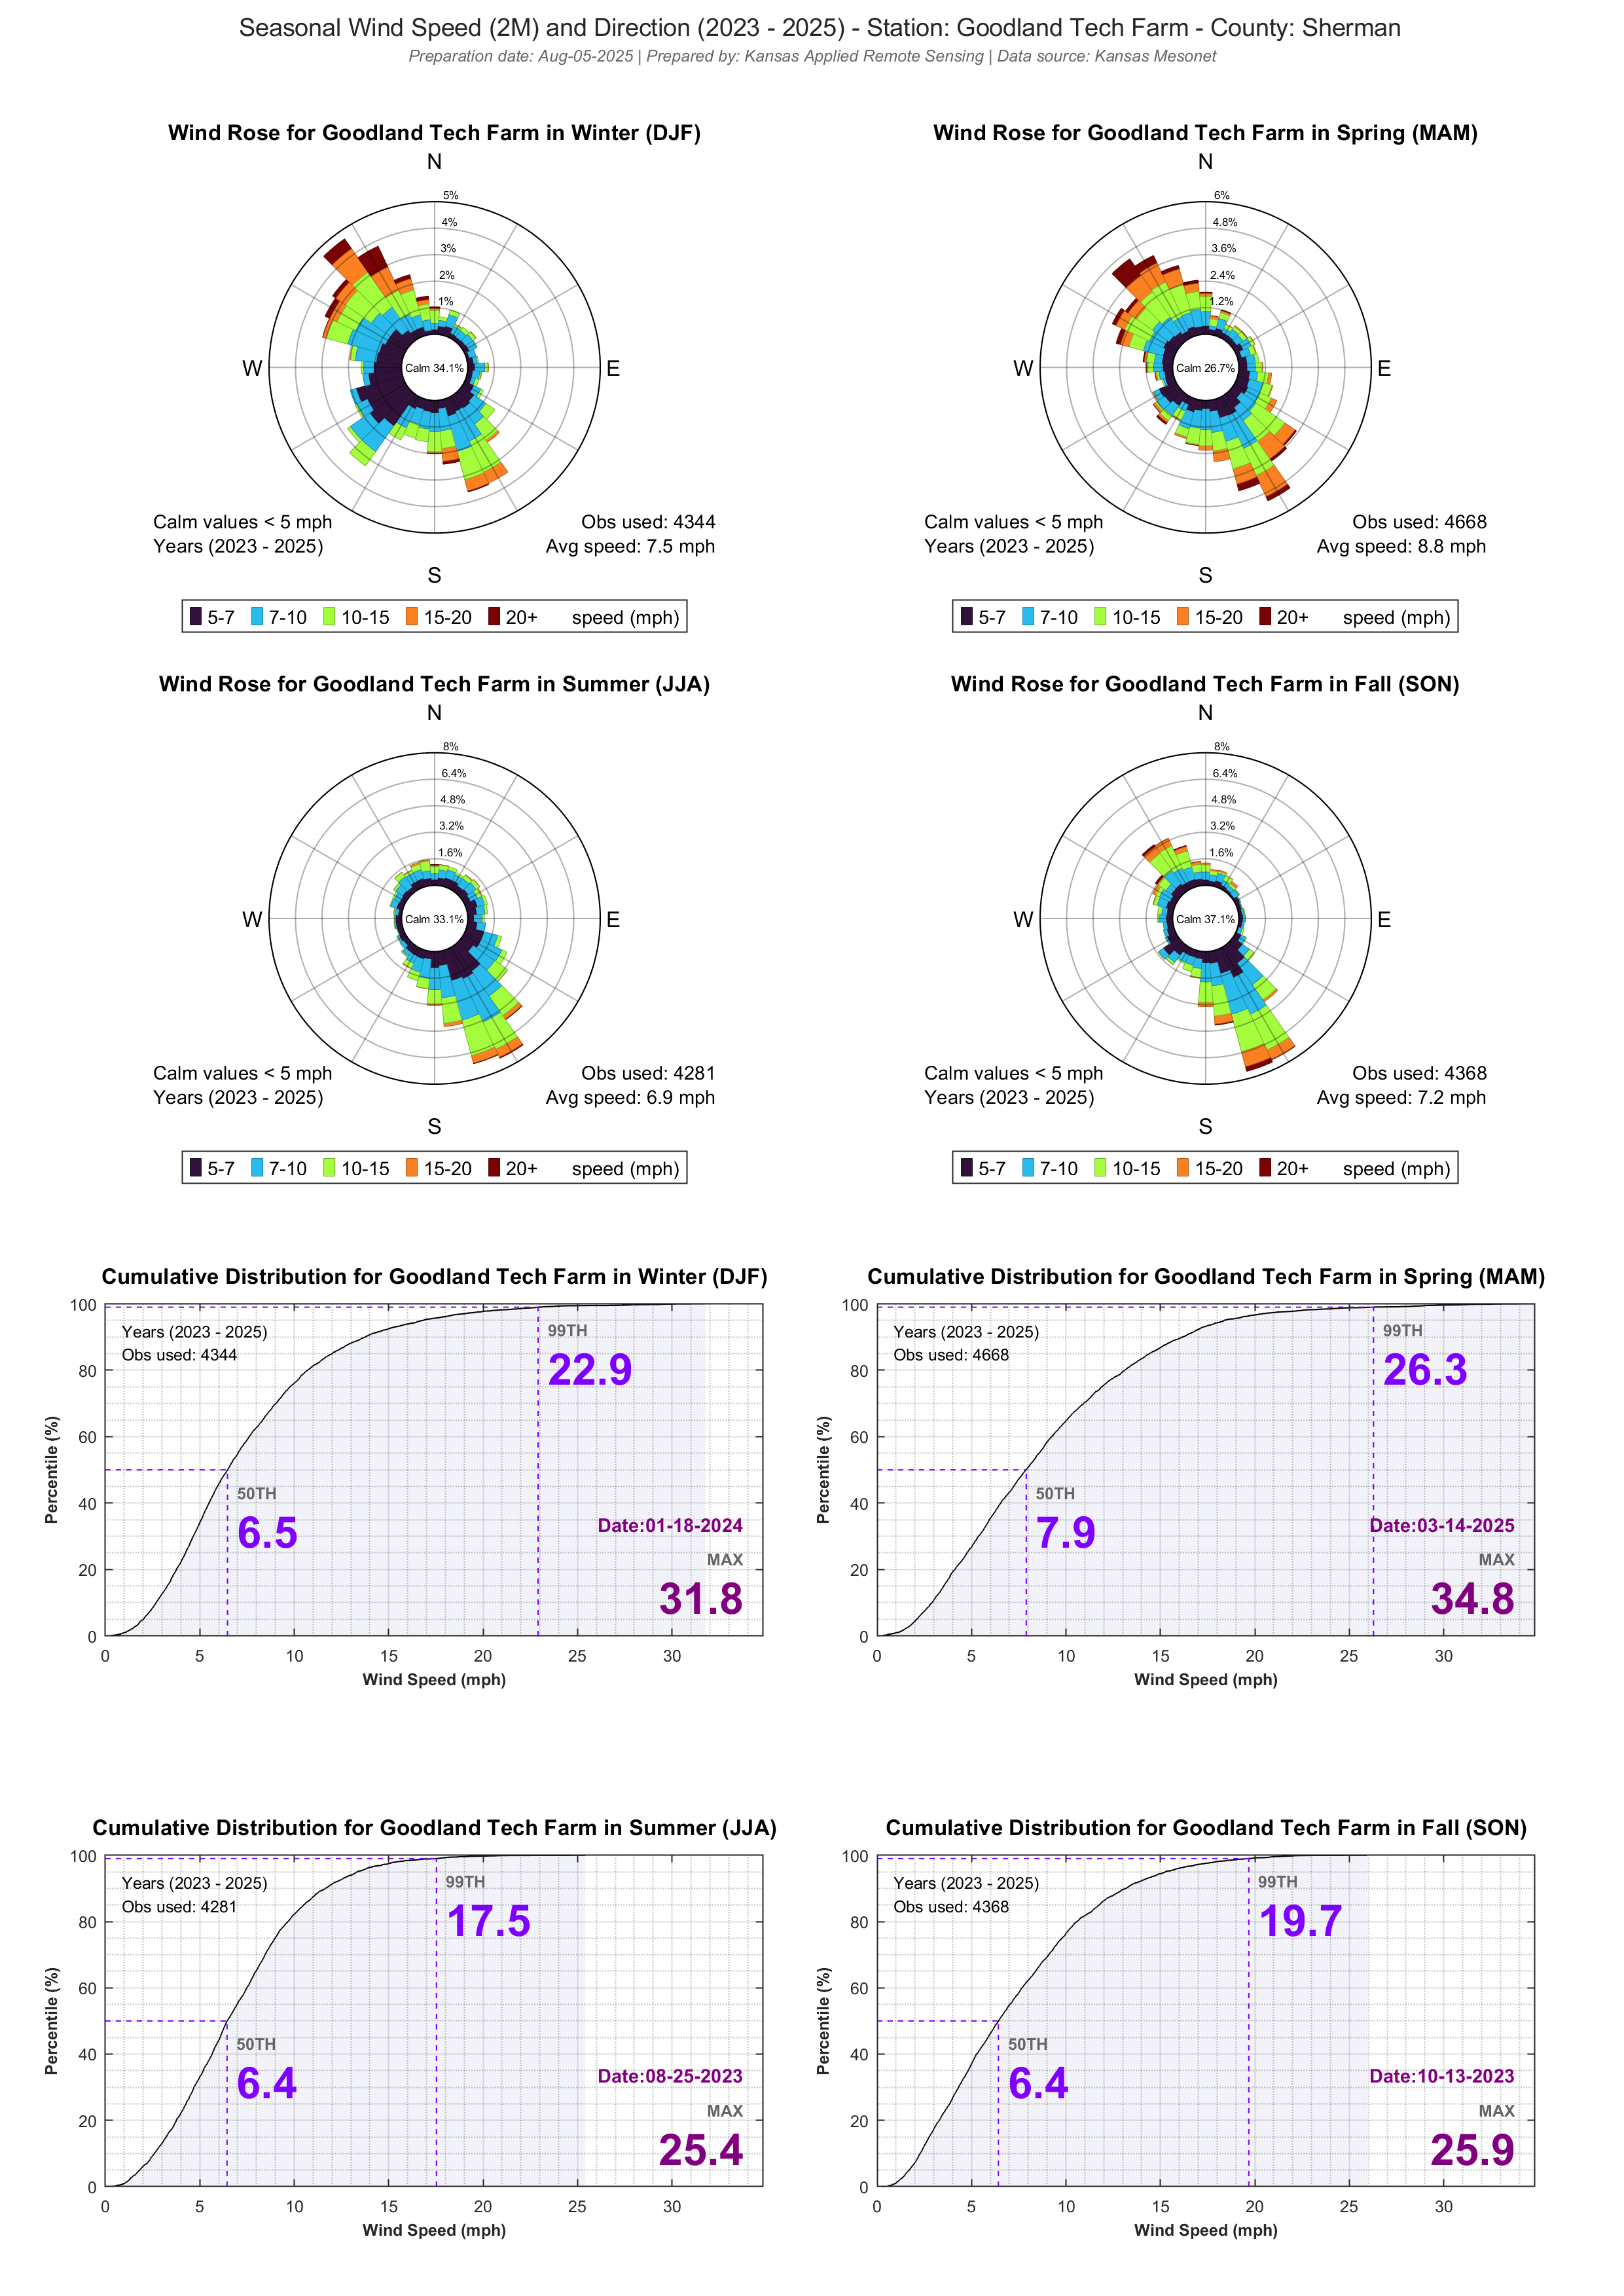 Seasonal Wind Speed (2M) and Direction (2023 - 2025) - Station: Goodland Tech Farm - County: Sherman
Preparation date: Aug-05-2025 | Prepared by: Kansas Applied Remote Sensing | Data source: Kansas Mesonet
Wind Rose for Goodland Tech Farm in Winter (DJF)
N
5%
4%
3%
2%
1%
W
Calm 34.1%
E
Calm values < 5 mph
Years (2023 - 2025)
Obs used: 4344
Avg speed: 7.5 mph
S
5-7 7-10 10-15 15-20 20+ speed (mph)
Wind Rose for Goodland Tech Farm in Spring (MAM)
N
6%
4.8%
3.6%
2.4%
1.2%
W
Calm 26.7%
E
Calm values < 5 mph
Years (2023 - 2025)
Obs used: 4668
Avg speed: 8.8 mph
S
5-7 7-10 10-15 15-20 20+ speed (mph)
Wind Rose for Goodland Tech Farm in Summer (JJA)
N
8%
6.4%
4.8%
3.2%
1.6%
W
Calm 33.1%
E
Calm values < 5 mph
Years (2023 - 2025)
Obs used: 4281
Avg speed: 6.9 mph
S
5-7 7-10 10-15 15-20 20+ speed (mph)
Wind Rose for Goodland Tech Farm in Fall (SON)
N
8%
6.4%
4.8%
3.2%
1.6%
W
Calm 37.1%
E
Calm values < 5 mph
Years (2023 - 2025)
Obs used: 4368
Avg speed: 7.2 mph
S
5-7 7-10 10-15 15-20 20+ speed (mph)
Cumulative Distribution for Goodland Tech Farm in Winter (DJF)
Percentile (%)
100
80
60
40
20
0
Years (2023 - 2025)
Obs used: 4344
99TH
22.9
50TH
6.5
Date:01-18-2024
MAX
31.8
0 5 10 15 20 25 30
Wind Speed (mph)
Cumulative Distribution for Goodland Tech Farm in Spring (MAM)
Percentile (%)
100
80
60
40
20
0
Years (2023 - 2025)
Obs used: 4668
99TH
26.3
50TH
7.9
Date:03-14-2025
MAX
34.8
0 5 10 15 20 25 30
Wind Speed (mph)
Cumulative Distribution for Goodland Tech Farm in Summer (JJA)
Percentile (%)
100
80
60
40
20
0
Years (2023 - 2025)
Obs used: 4281
99TH
17.5
50TH
6.4
Date:08-25-2023
MAX
25.4
0 5 10 15 20 25 30
Wind Speed (mph)
Cumulative Distribution for Goodland Tech Farm in Fall (SON)
Percentile (%)
100
80
60
40
20
0
Years (2023 - 2025)
Obs used: 4368
99TH
19.7
50TH
6.4
Date:10-13-2023
MAX
25.9
0 5 10 15 20 25 30
Wind Speed (mph)